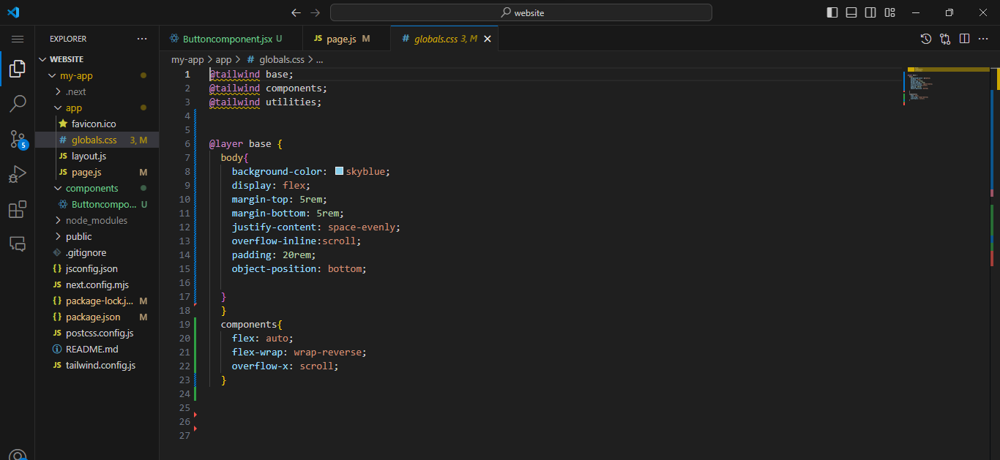 website
EXPLORER ...
WEBSITE
my-app
.next
app
favicon.ico
# globals.css 3, M
JS layout.js
JS page.js M
components
Buttoncompo... U
node_modules
public
.gitignore
{} jsconfig.json
JS next.config.mjs
{} package-lock.j... M
{} package.json M
JS postcss.config.js
README.md
JS tailwind.config.js
5
Buttoncomponent.jsx U
JS page.js M
# globals.css 3, M
my-app > app > # globals.css > ...
1 @tailwind base;
2 @tailwind components;
3 @tailwind utilities;
4
5
6 @layer base {
7 body{
8 background-color: skyblue;
9 display: flex;
10 margin-top: 5rem;
11 margin-bottom: 5rem;
12 justify-content: space-evenly;
13 overflow-inline:scroll;
14 padding: 20rem;
15 object-position: bottom;
16
17 }
18 }
19 components{
20 flex: auto;
21 flex-wrap: wrap-reverse;
22 overflow-x: scroll;
23 }
24
25
26
27